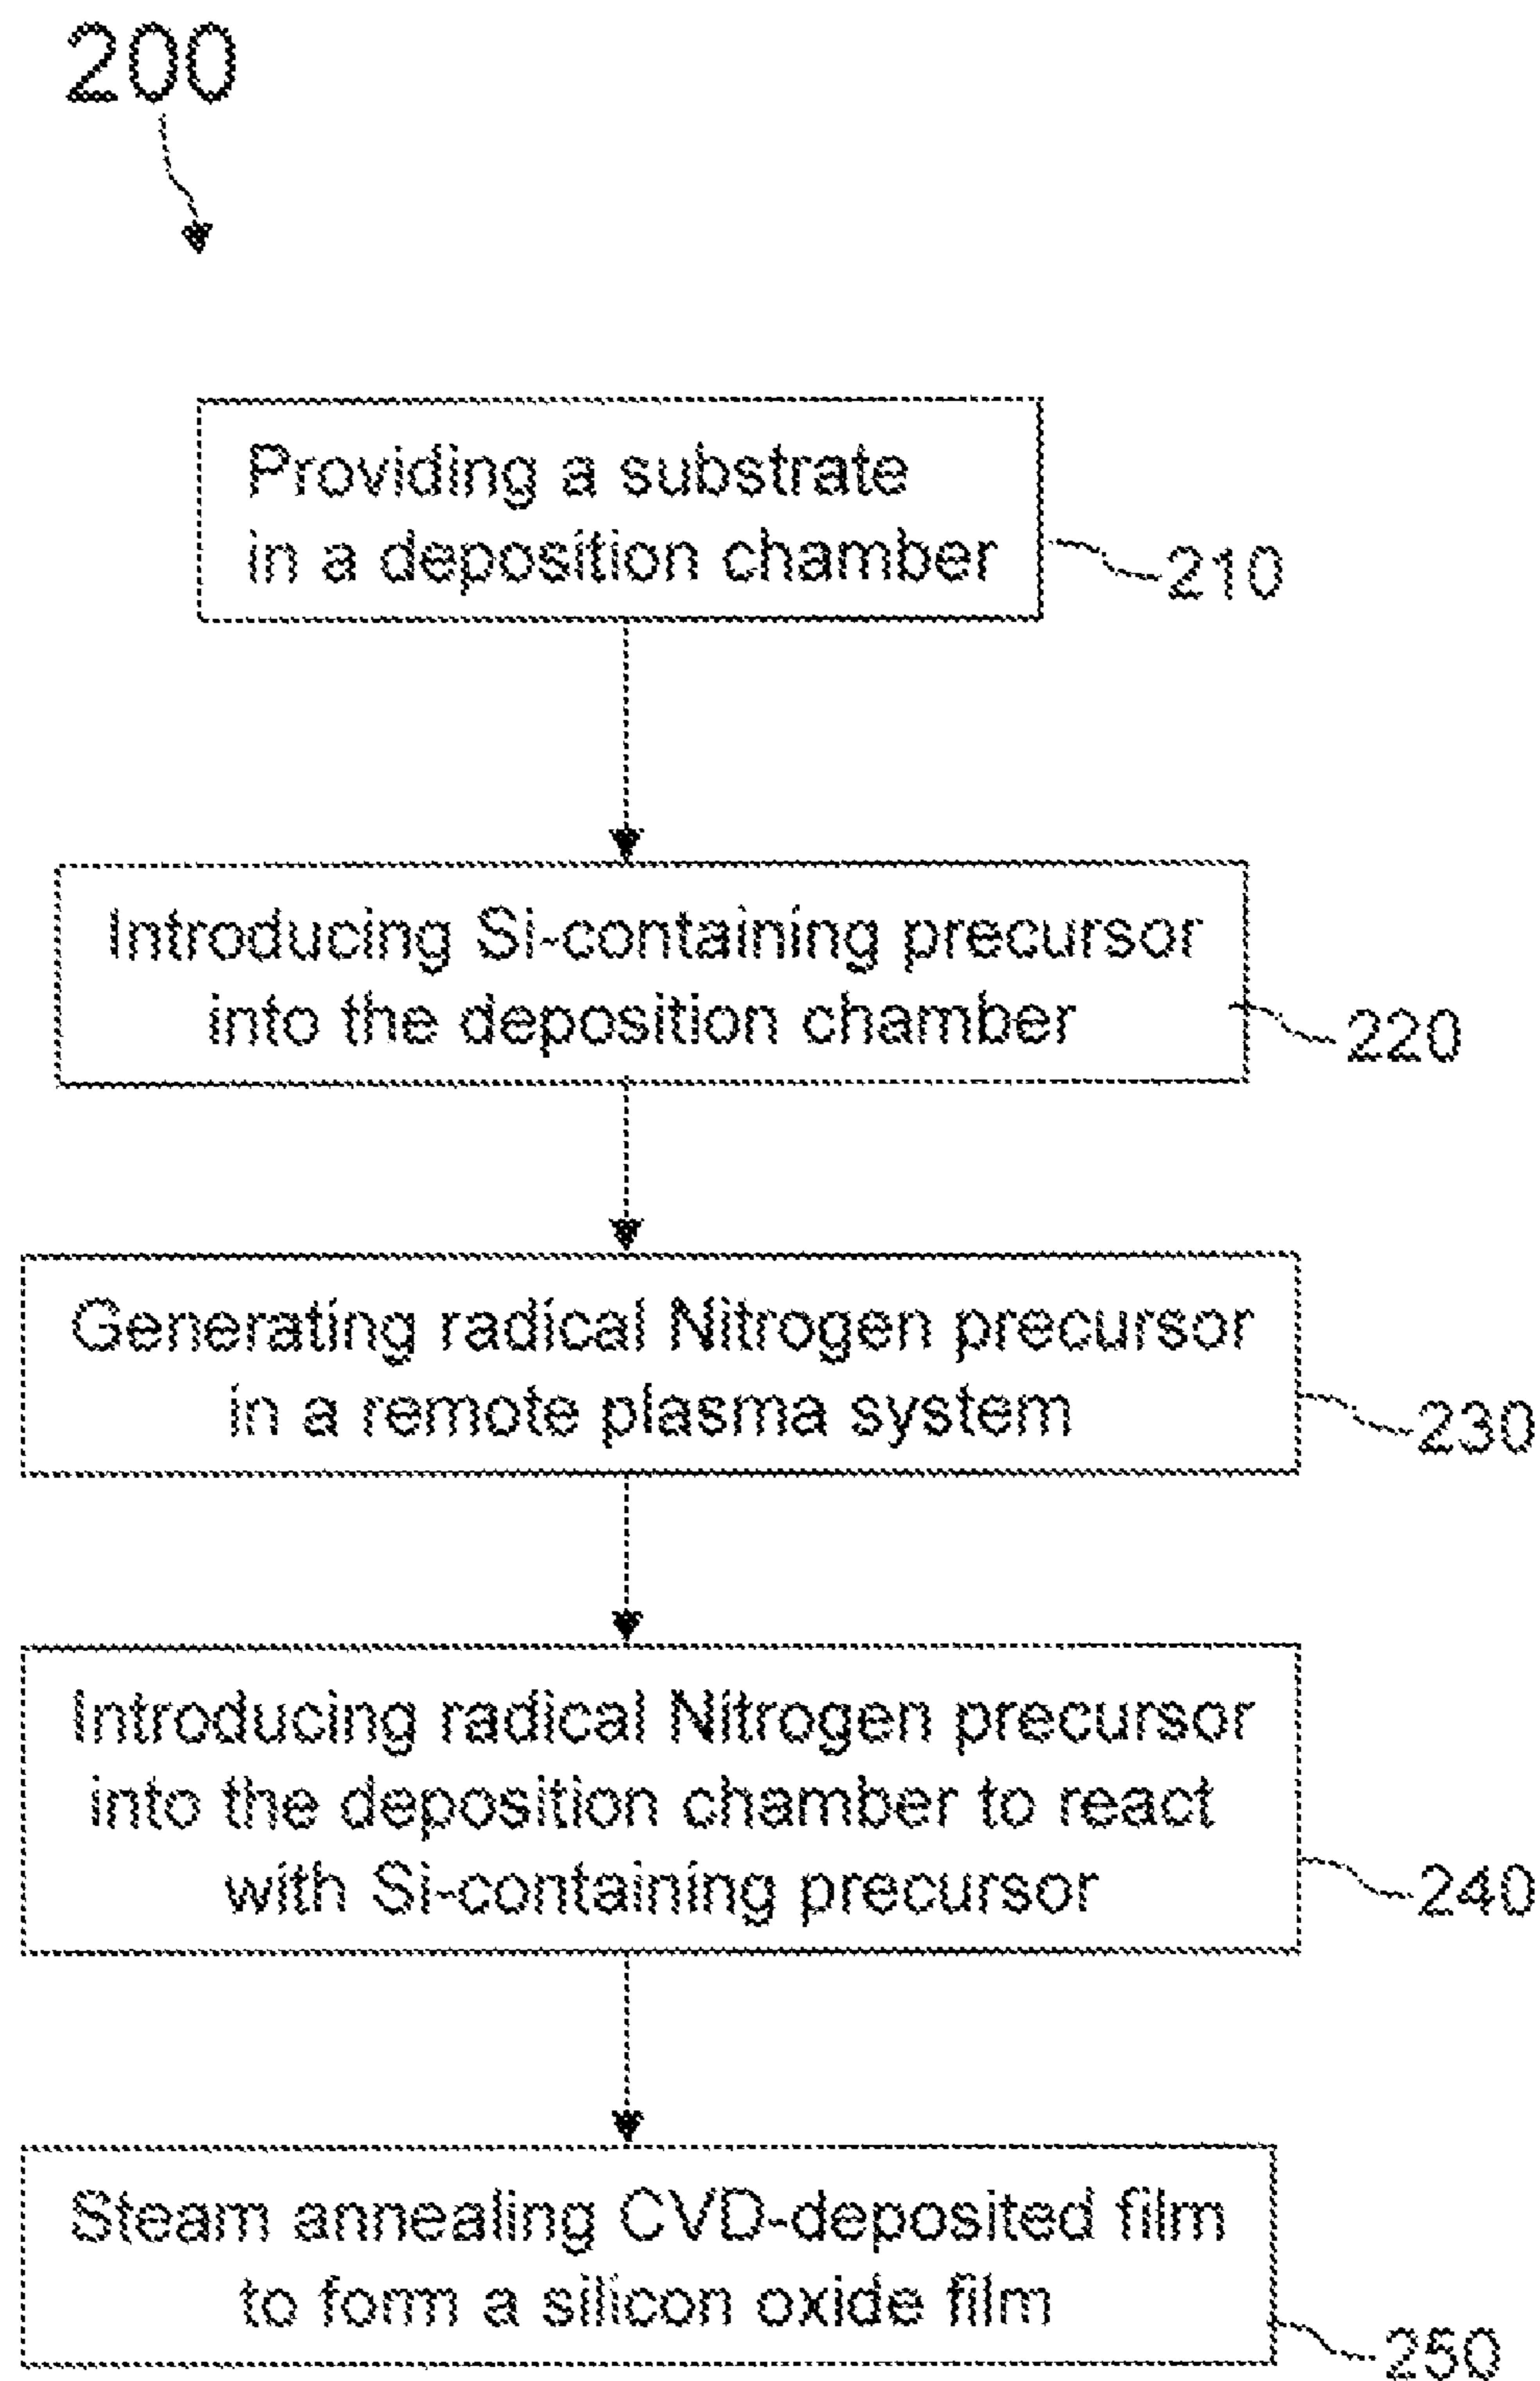 200
Providing a substrate
in a deposition chamber
210
Introducing Si-containing precursor
into the deposition chamber
220
Generating radical Nitrogen precursor
in a remote plasma system
230
Introducing radical Nitrogen precursor
into the deposition chamber to react
with Si-containing precursor
240
Steam annealing CVD-deposited film
to form a silicon oxide film
250